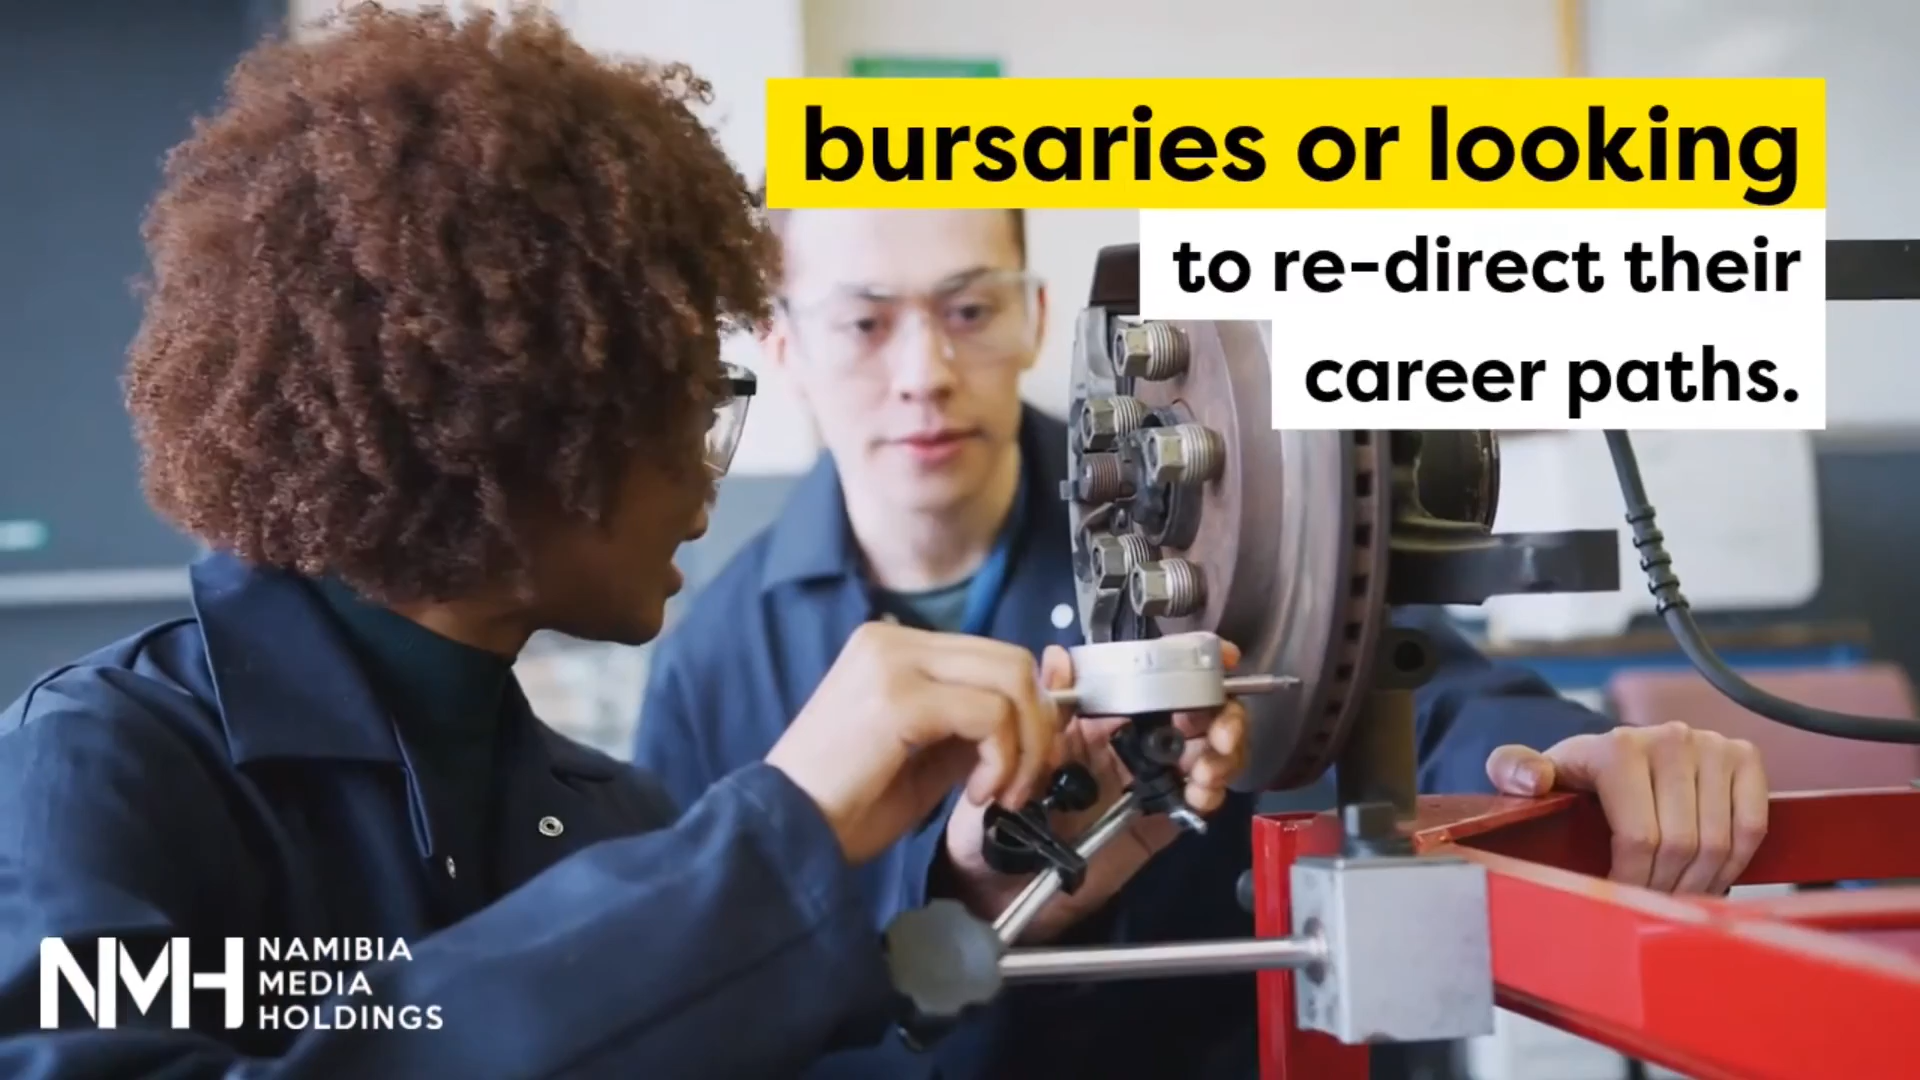 bursaries or looking
to re-direct their
career paths.
NMH
NAMIBIA
MEDIA
HOLDINGS